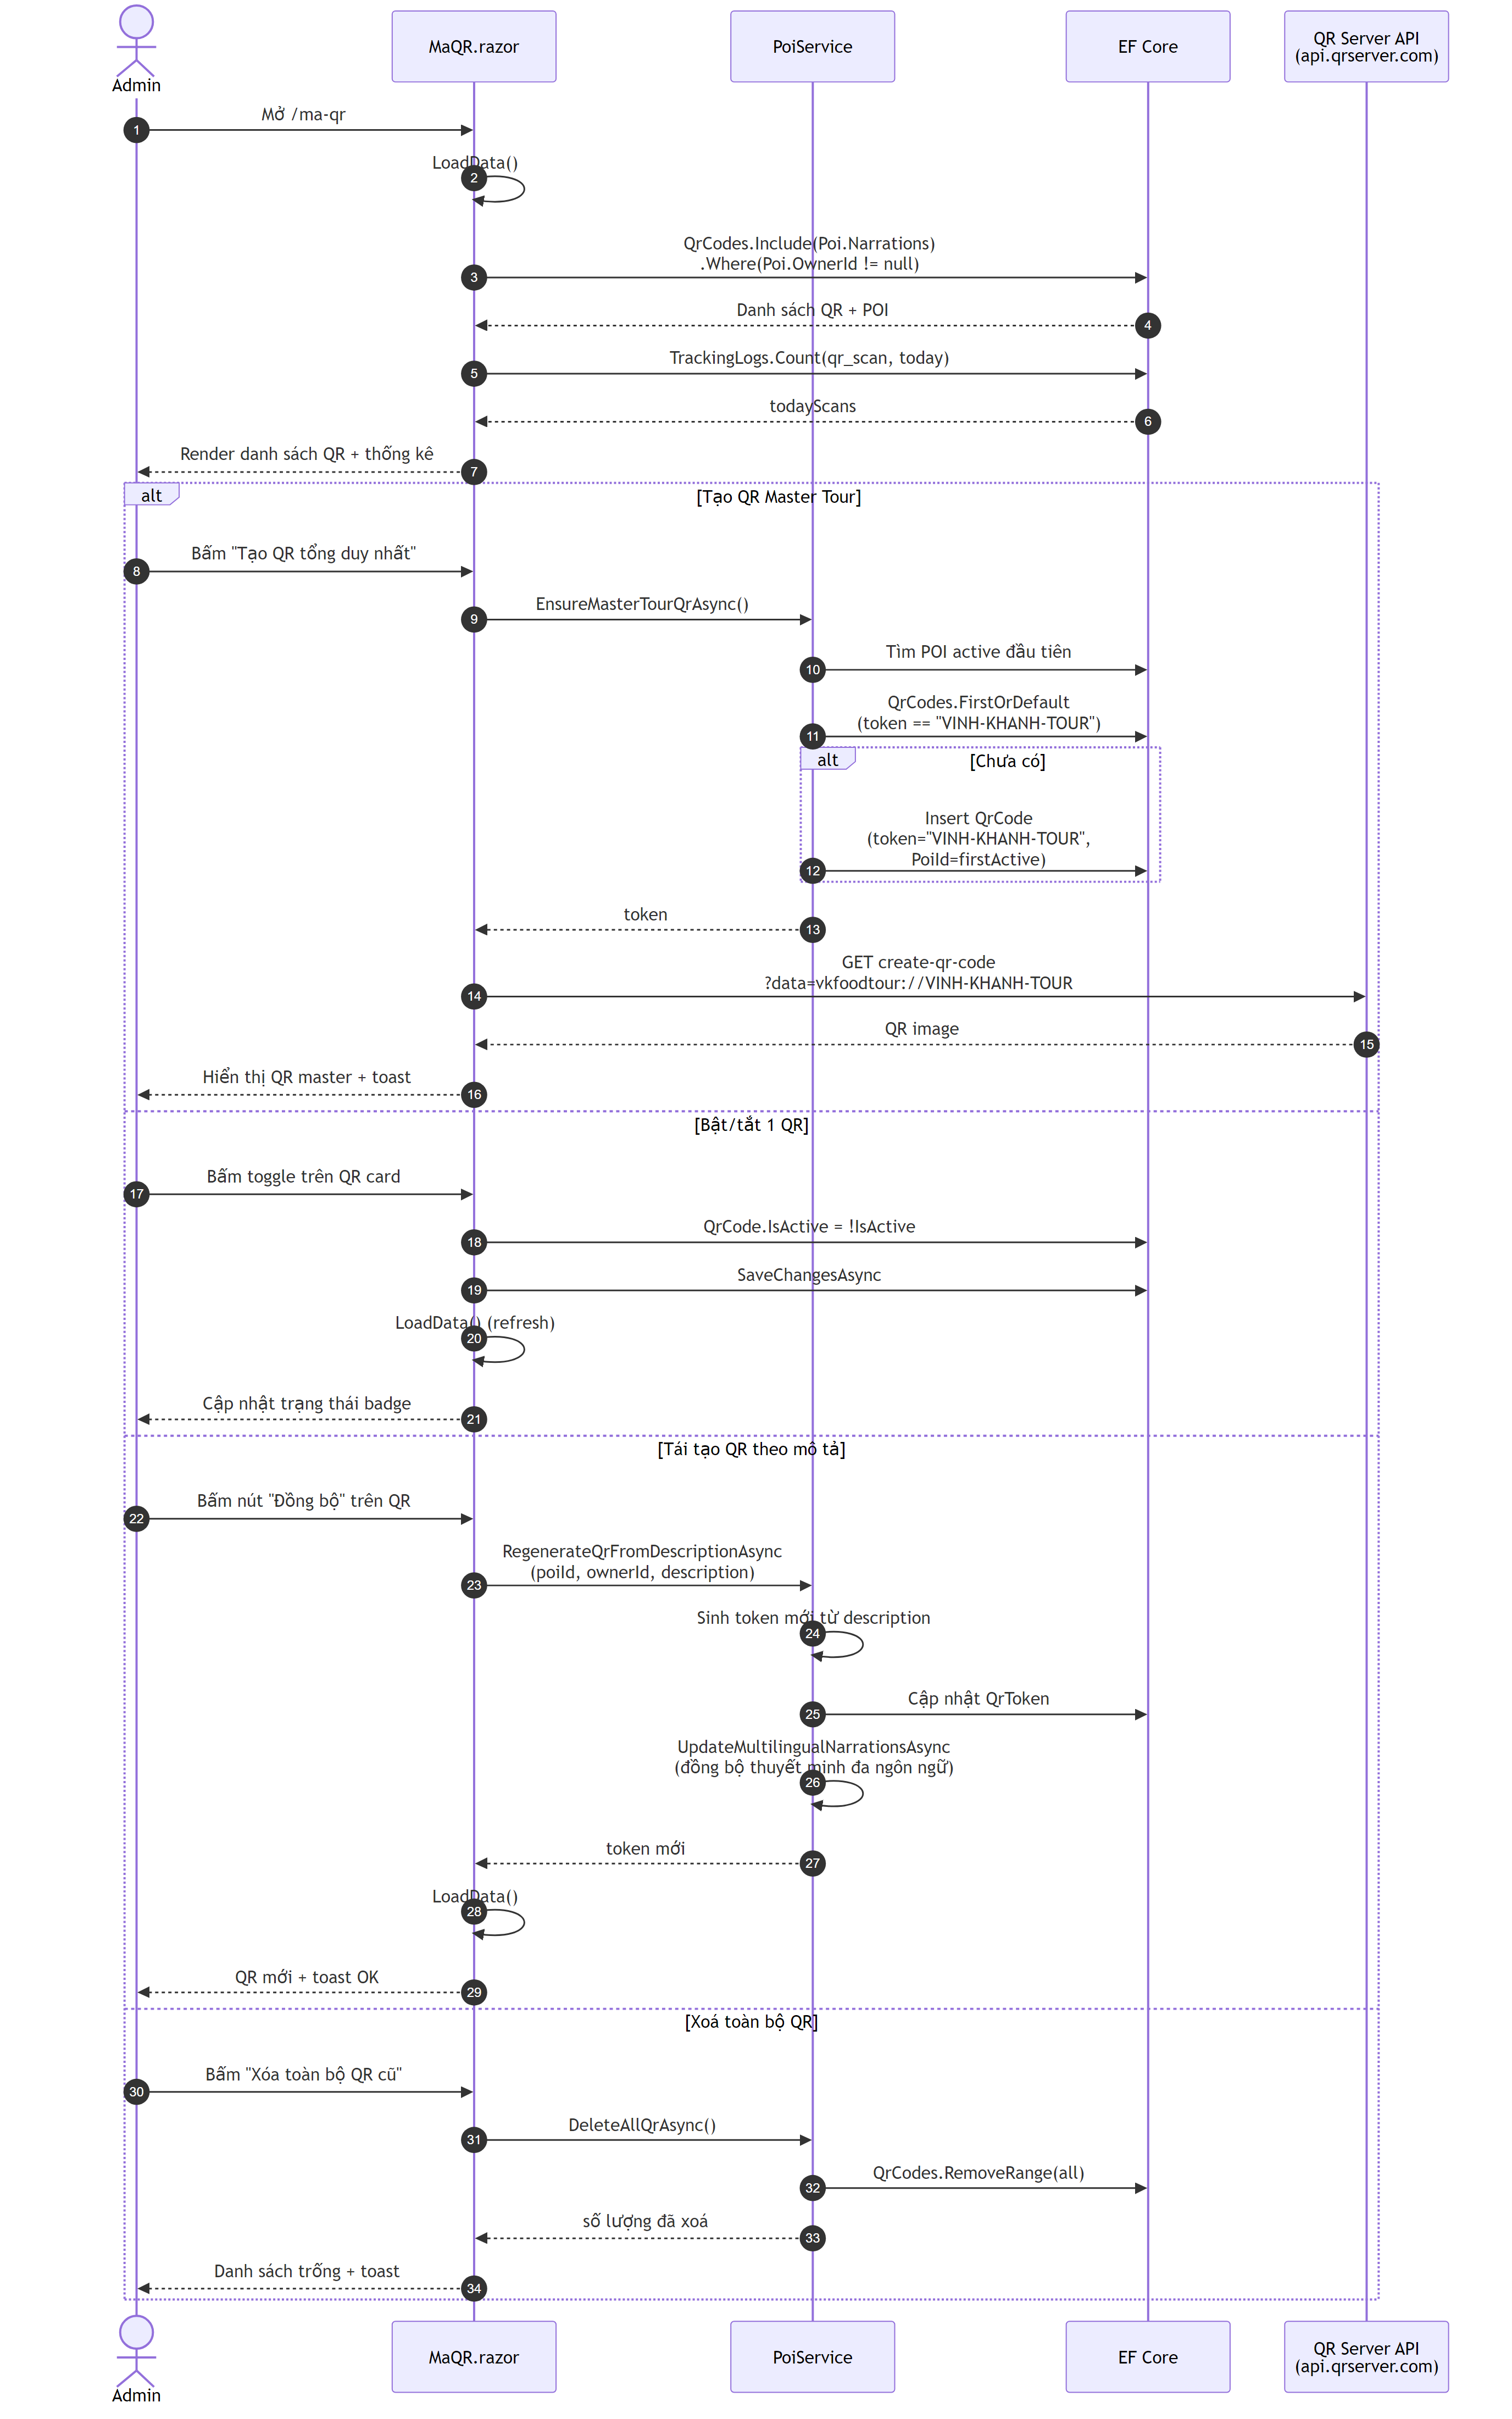 Admin
MaQR.razor
PoiService
EF Core
QR Server API
(api.qrserver.com)
Mở /ma-qr
1
LoadData()
2
QrCodes.Include(Poi.Narrations)
.Where(Poi.OwnerId != null)
3
Danh sách QR + POI
4
TrackingLogs.Count(qr_scan, today)
5
todayScans
6
Render danh sách QR + thống kê
7
alt
[Tạo QR Master Tour]
Bấm "Tạo QR tổng duy nhất"
8
EnsureMasterTourQrAsync()
9
Tìm POI active đầu tiên
10
QrCodes.FirstOrDefault
(token == "VINH-KHANH-TOUR")
11
alt
[Chưa có]
Insert QrCode
(token="VINH-KHANH-TOUR",
PoiId=firstActive)
12
token
13
GET create-qr-code
?data=vkfoodtour://VINH-KHANH-TOUR
14
QR image
15
Hiển thị QR master + toast
16
[Bật/tắt 1 QR]
Bấm toggle trên QR card
17
QrCode.IsActive = !IsActive
18
SaveChangesAsync
19
LoadData() (refresh)
20
Cập nhật trạng thái badge
21
[Tái tạo QR theo mô tả]
Bấm nút "Đồng bộ" trên QR
22
RegenerateQrFromDescriptionAsync
(poiId, ownerId, description)
23
Sinh token mới từ description
24
Cập nhật QrToken
25
UpdateMultilingualNarrationsAsync
(đồng bộ thuyết minh đa ngôn ngữ)
26
token mới
27
LoadData()
28
QR mới + toast OK
29
[Xoá toàn bộ QR]
Bấm "Xóa toàn bộ QR cũ"
30
DeleteAllQrAsync()
31
QrCodes.RemoveRange(all)
32
số lượng đã xoá
33
Danh sách trống + toast
34
Admin
MaQR.razor
PoiService
EF Core
QR Server API
(api.qrserver.com)